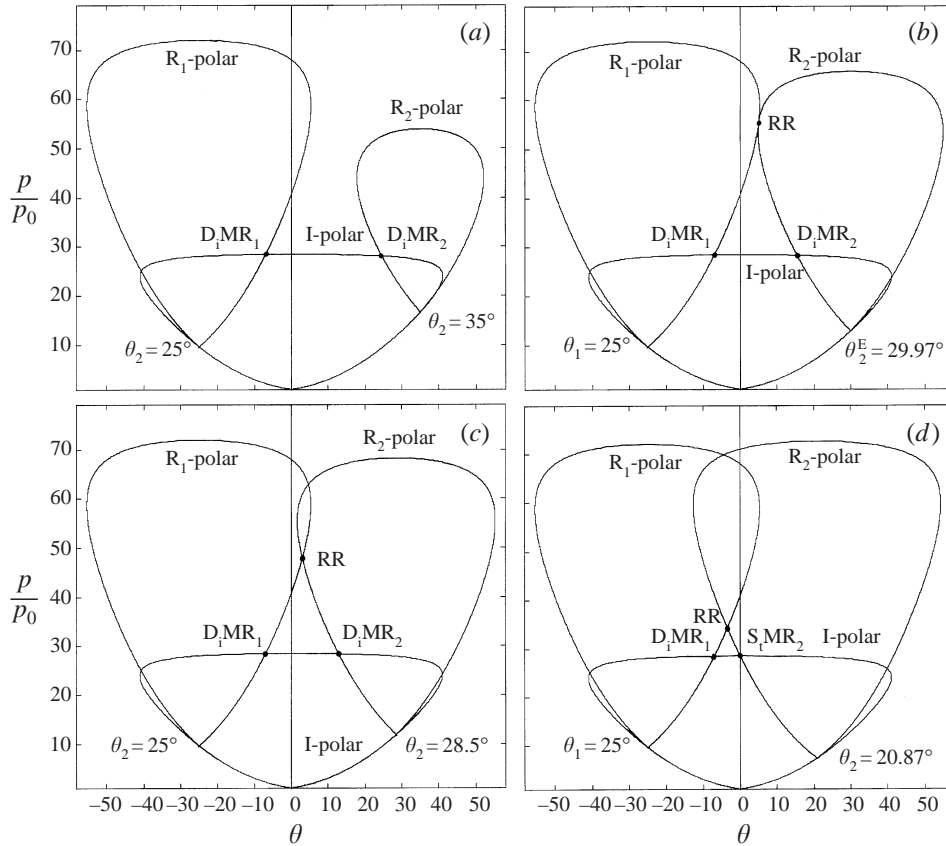 (a)
70
60
50
40
30
20
10
p/p₀
R₁-polar
R₂-polar
DᵢMR₁
I-polar
DᵢMR₂
θ₂ = 25°
θ₂ = 35°
(b)
R₁-polar
R₂-polar
RR
DᵢMR₁
DᵢMR₂
I-polar
θ₁ = 25°
θ₂ᴱ = 29.97°
(c)
70
60
50
40
30
20
10
p/p₀
R₁-polar
R₂-polar
RR
DᵢMR₁
DᵢMR₂
I-polar
θ₂ = 25°
θ₂ = 28.5°
–50 –40 –30 –20 –10 0 10 20 30 40 50
θ
(d)
R₁-polar
R₂-polar
RR
DᵢMR₁
SₜMR₂
I-polar
θ₁ = 25°
θ₂ = 20.87°
–50 –40 –30 –20 –10 0 10 20 30 40 50
θ